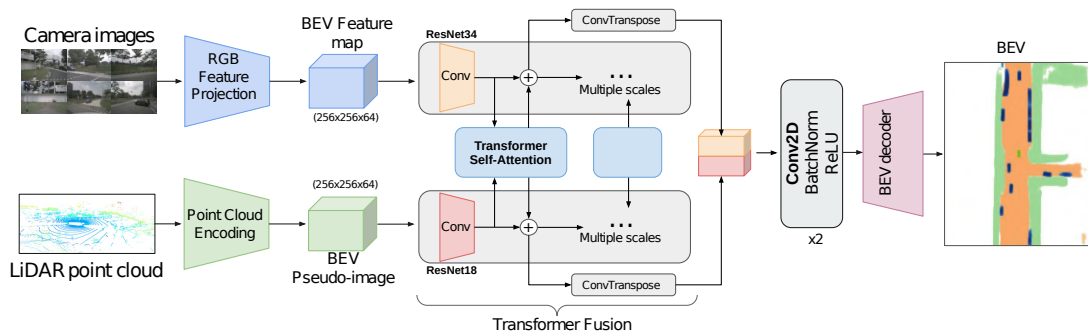 Camera images
RGB
Feature
Projection
BEV Feature
map
(256x256x64)
ResNet34
Conv
+
...
Multiple scales
ConvTranspose
Transformer
Self-Attention
LiDAR point cloud
Point Cloud
Encoding
(256x256x64)
BEV
Pseudo-image
Conv
+
...
Multiple scales
ResNet18
ConvTranspose
Transformer Fusion
Conv2D
BatchNorm
ReLU
x2
BEV decoder
BEV